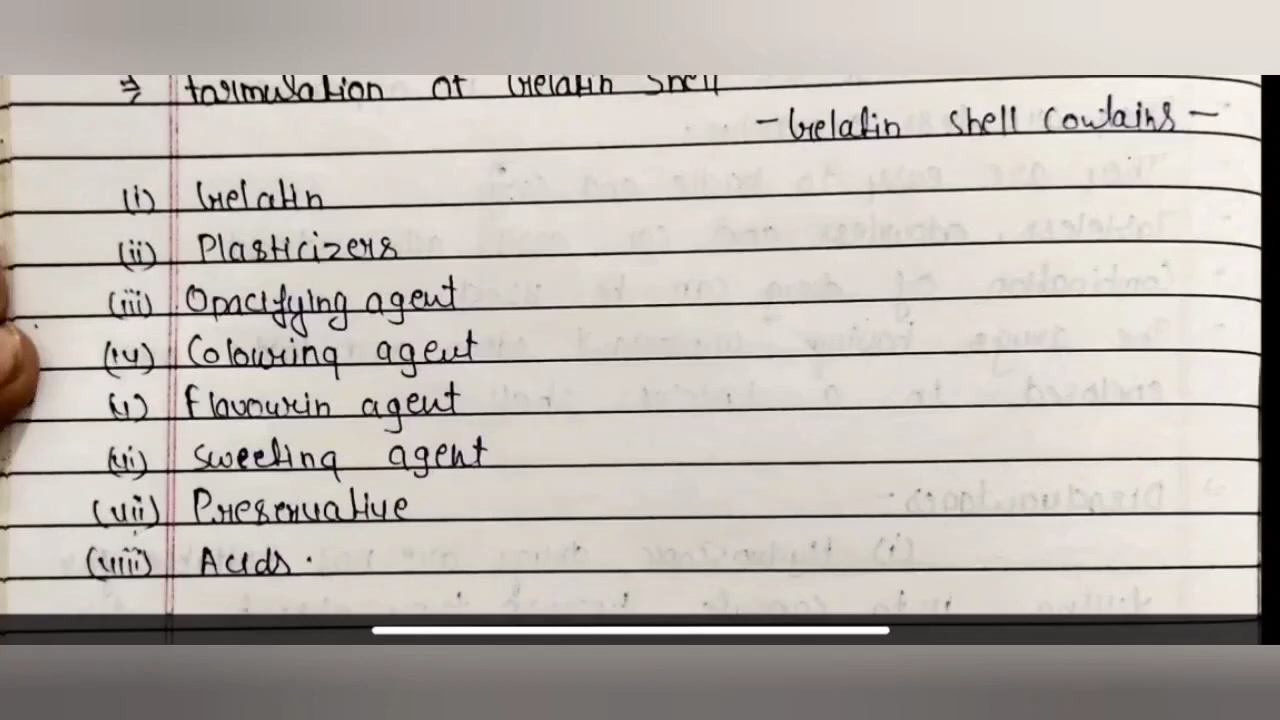 ⇒ formulation of Gelatin Shell
- Gelatin shell contains -
(i) Gelatin
(ii) Plasticizers
(iii) Opacifying agent
(iv) Colouring agent
(v) flavourin agent
(vi) sweeting agent
(vii) Preservative
(viii) Acids.